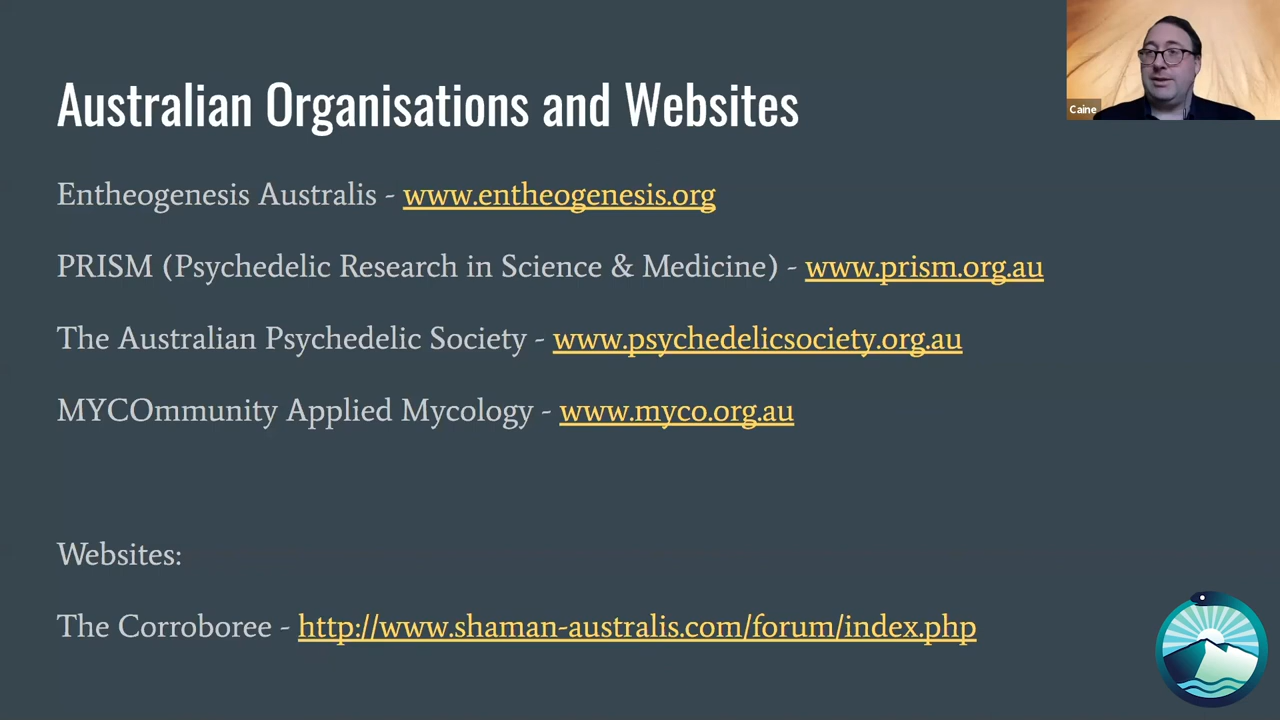 Australian Organisations and Websites
Caine
Entheogenesis Australis - www.entheogenesis.org
PRISM (Psychedelic Research in Science & Medicine) - www.prism.org.au
The Australian Psychedelic Society - www.psychedelicsociety.org.au
MYCOmmunity Applied Mycology - www.myco.org.au
Websites:
The Corroboree - http://www.shaman-australis.com/forum/index.php